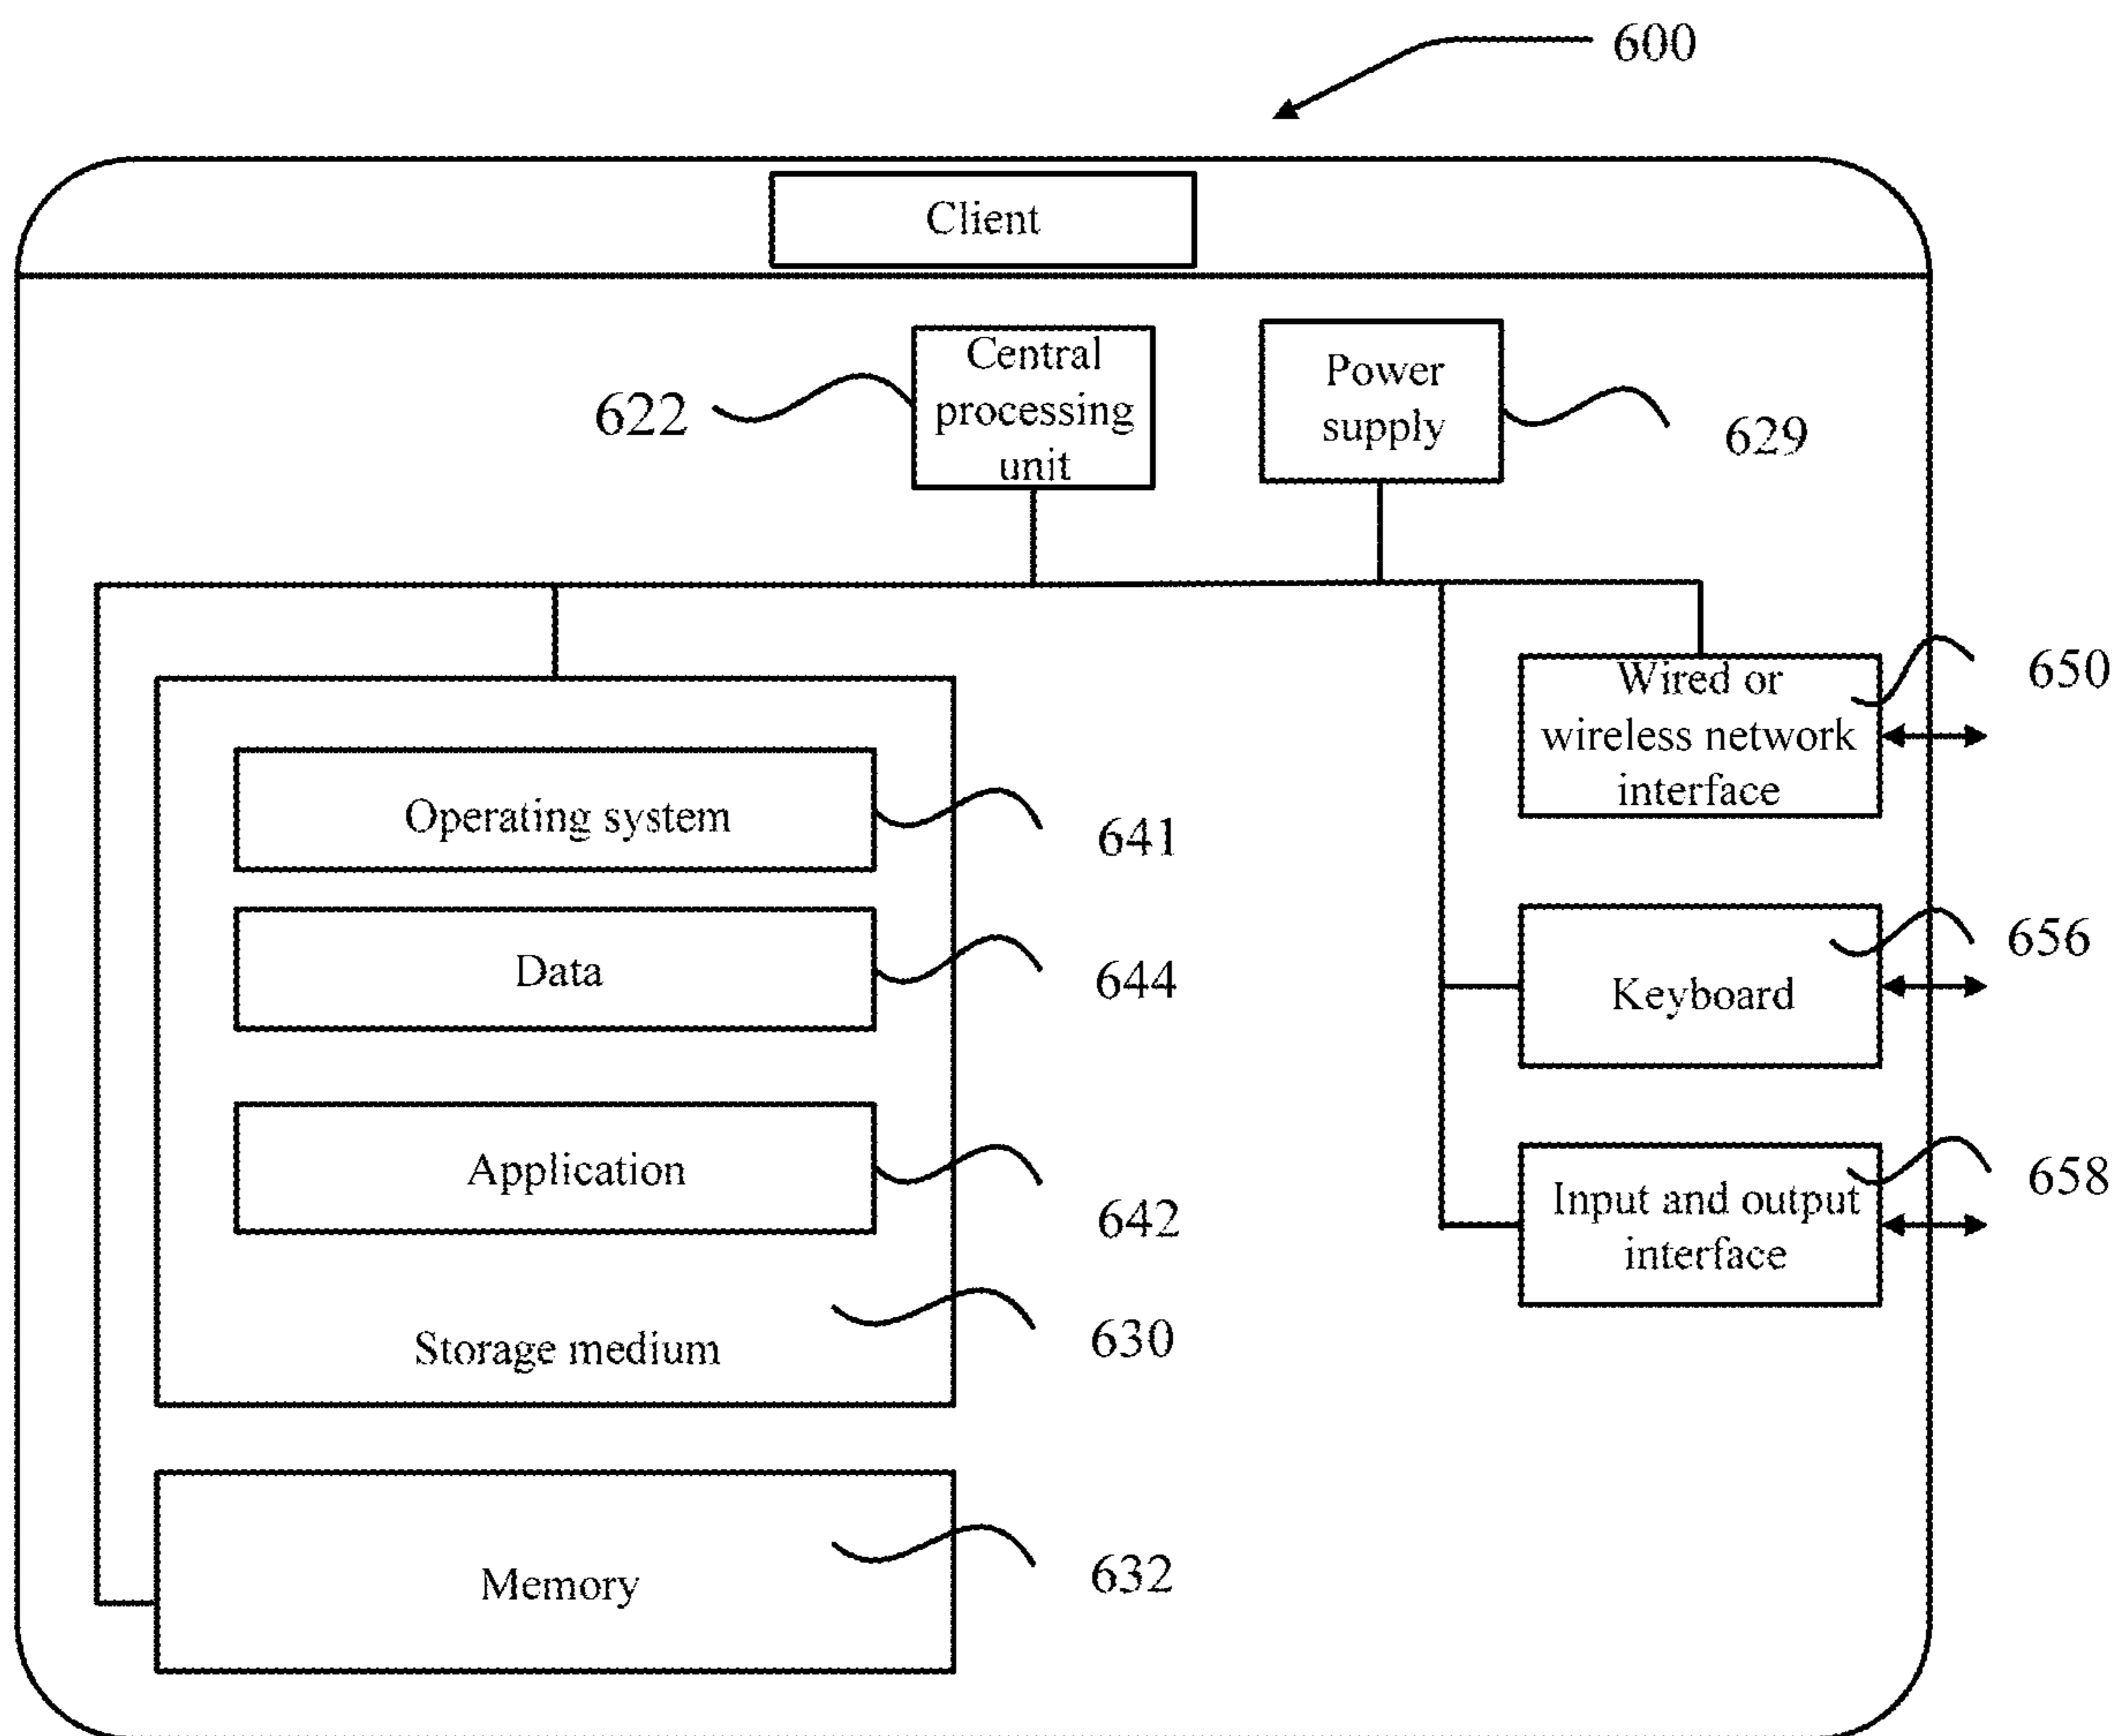 600
Client
Central
processing
unit
622
Power
supply
629
Wired or
wireless network
interface
650
Operating system
641
Data
644
Keyboard
656
Application
642
Input and output
interface
658
Storage medium
630
Memory
632